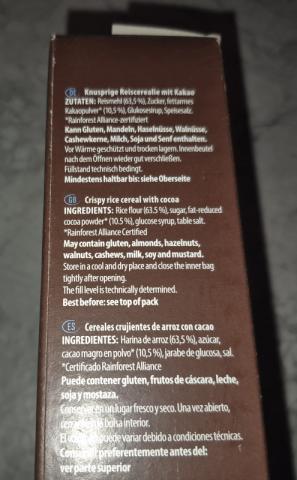 DE Knusprige Reiscerealie mit Kakao
ZUTATEN: Reismehl (63,5 %), Zucker, fettarmes
Kakaopulver* (10,5 %), Glukosesirup, Speisesalz.
*Rainforest Alliance-zertifiziert
Kann Gluten, Mandeln, Haselnüsse, Walnüsse,
Cashewkerne, Milch, Soja und Senf enthalten.
Vor Wärme geschützt und trocken lagern. Innenbeutel
nach dem Öffnen wieder gut verschließen.
Füllstand technisch bedingt.
Mindestens haltbar bis: siehe Oberseite
GB Crispy rice cereal with cocoa
INGREDIENTS: Rice flour (63.5 %), sugar, fat-reduced
cocoa powder* (10.5 %), glucose syrup, table salt.
*Rainforest Alliance Certified
May contain gluten, almonds, hazelnuts,
walnuts, cashews, milk, soy and mustard.
Store in a cool and dry place and close the inner bag
tightly after opening.
The fill level is technically determined.
Best before: see top of pack
ES Cereales crujientes de arroz con cacao
INGREDIENTES: Harina de arroz (63,5 %), azúcar,
cacao magro en polvo* (10,5 %), jarabe de glucosa, sal.
*Certificado Rainforest Alliance
Puede contener gluten, frutos de cáscara, leche,
soja y mostaza.
Conservar en un lugar fresco y seco. Una vez abierto,
cerrar bien la bolsa interior.
El puede variar debido a condiciones técnicas.
Consumir preferentemente antes del:
ver parte superior